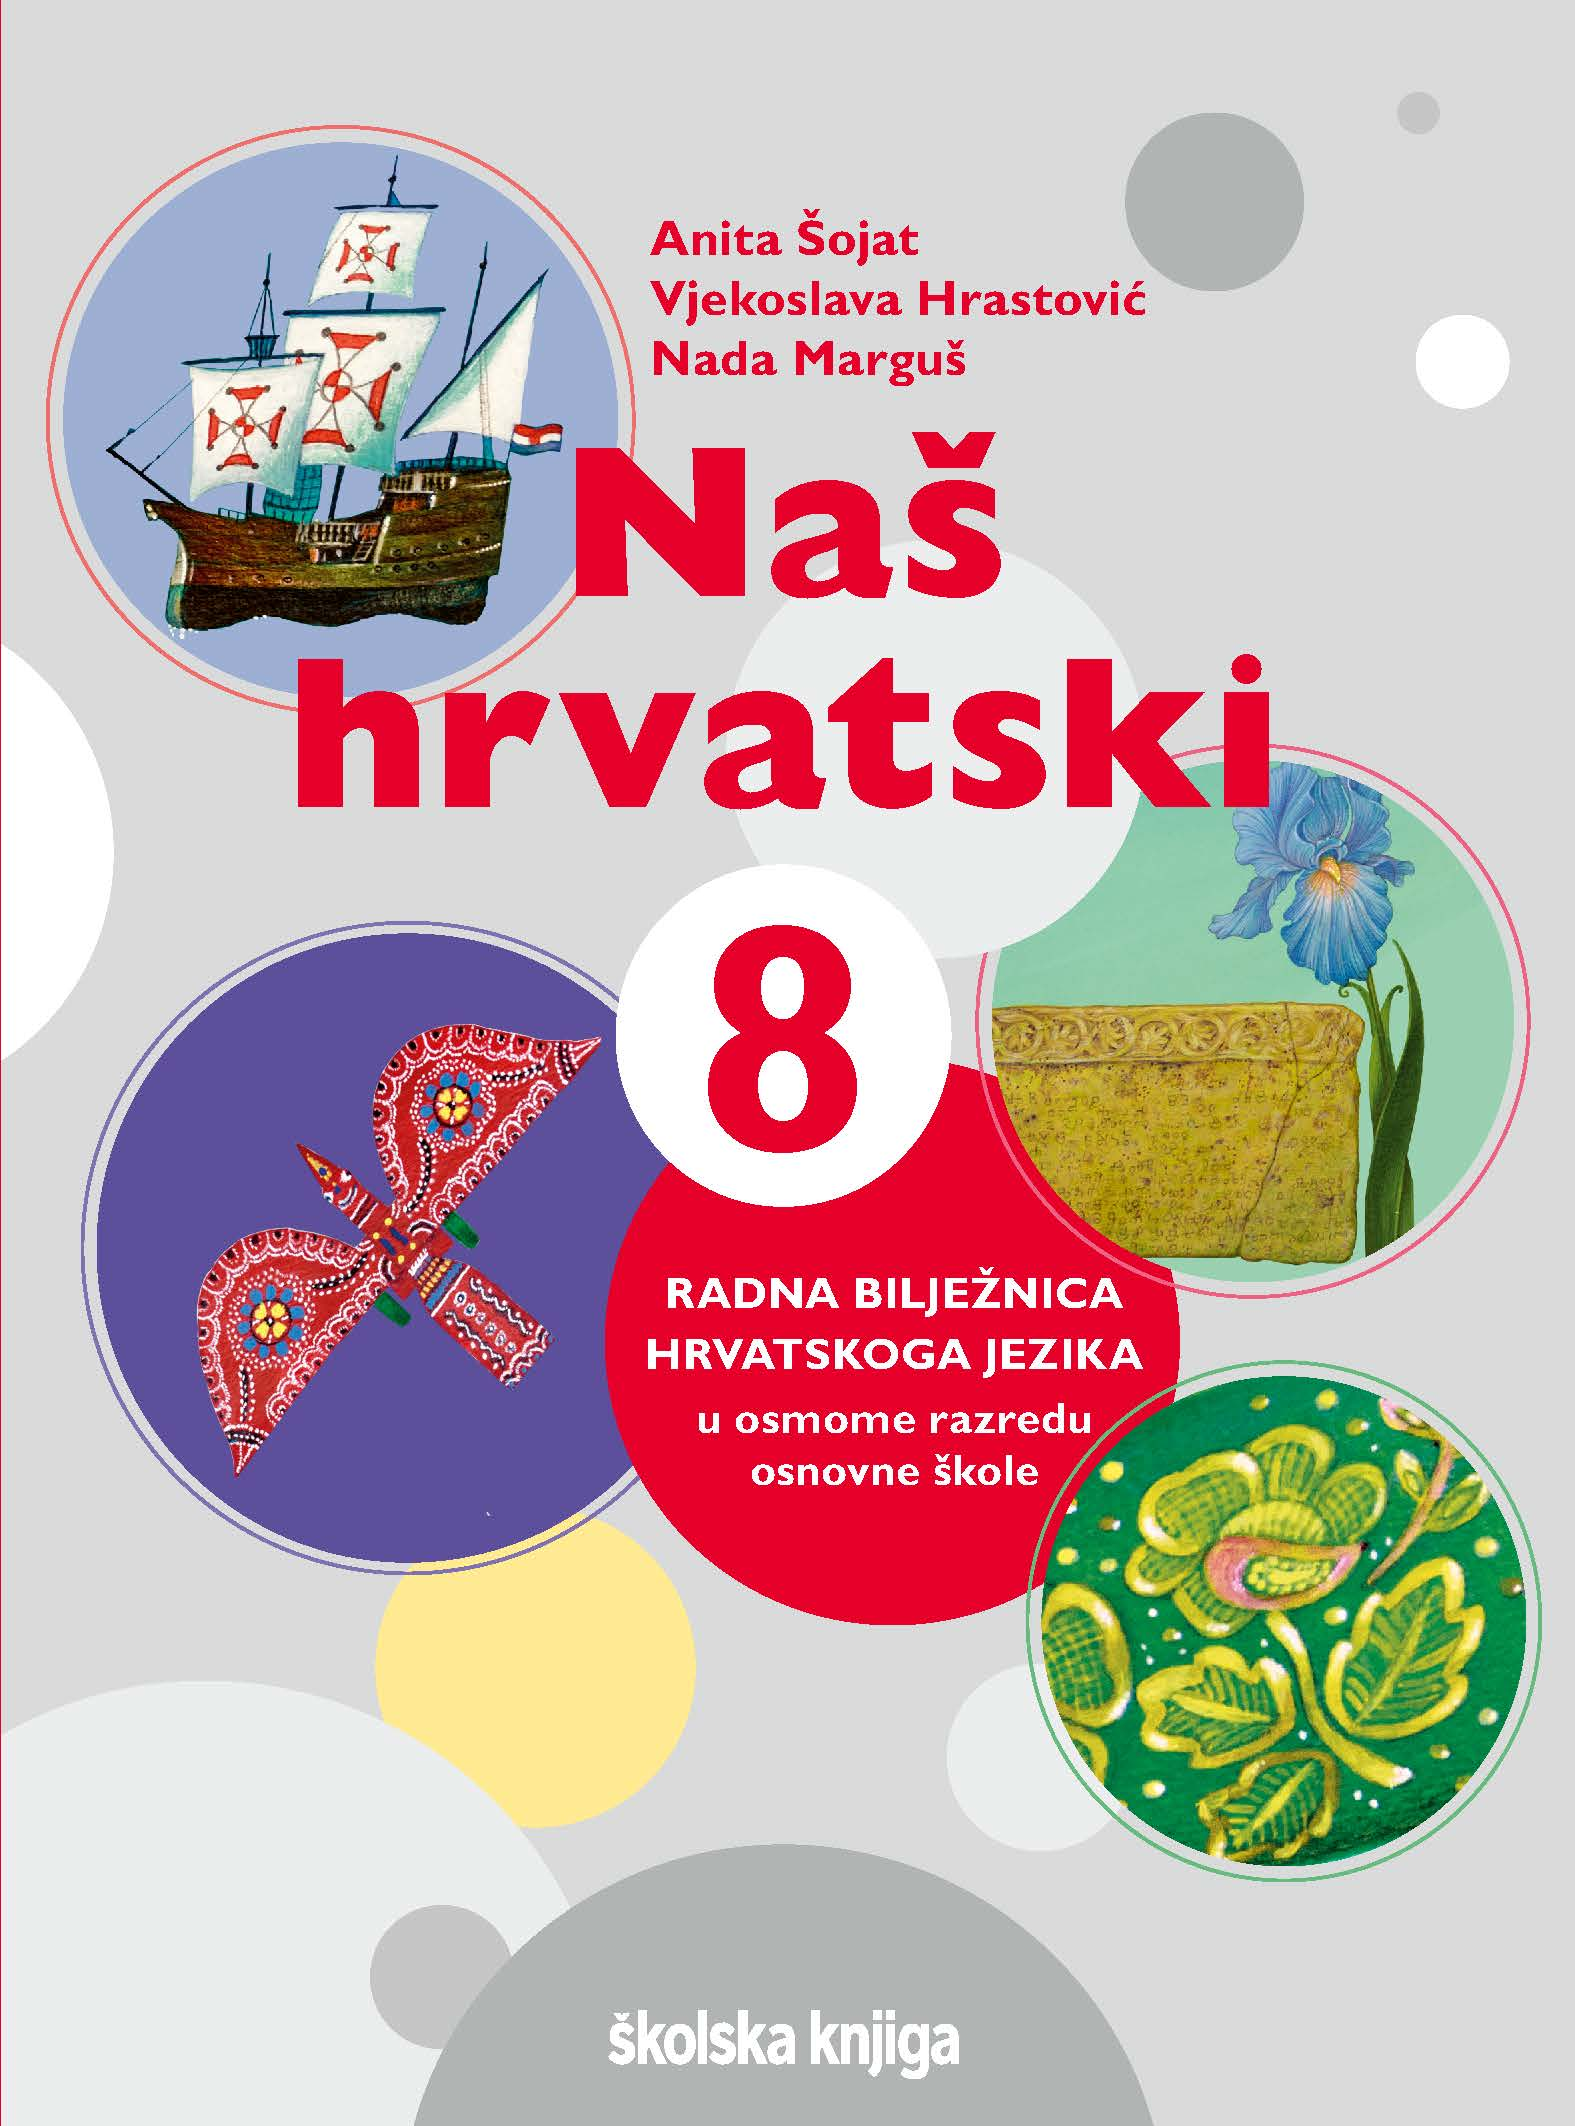 Anita Šojat
Vjekoslava Hrastović
Nada Marguš
Naš
hrvatski
8
RADNA BILJEŽNICA
HRVATSKOGA JEZIKA
u osmome razredu
osnovne škole
školska knjiga